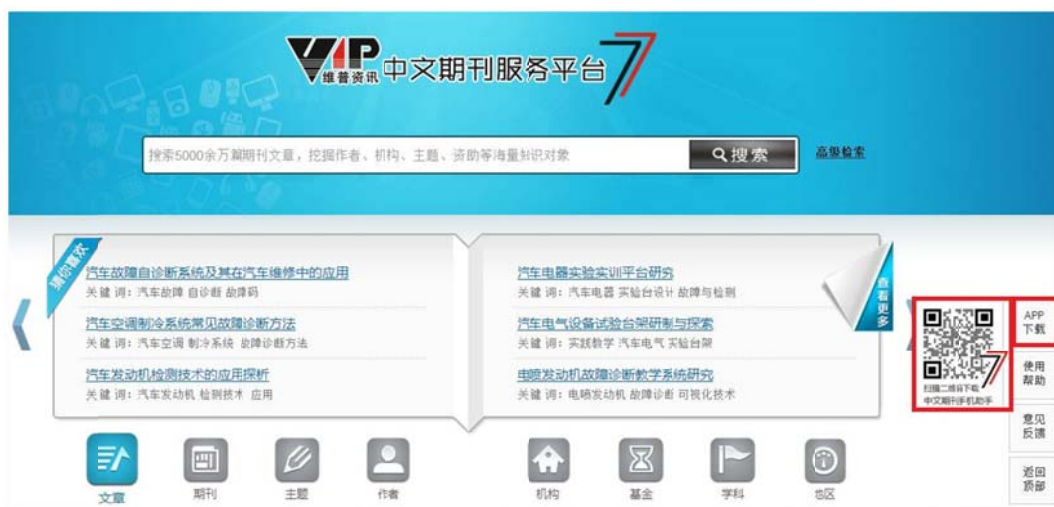 VIP
维普资讯 中文期刊服务平台 7
搜索5000余万篇期刊文章，挖掘作者、机构、主题、资助等海量知识对象
搜索
高级检索
猜你喜欢
汽车故障自诊断系统及其在汽车维修中的应用
关键词：汽车故障 自诊断 故障码
汽车空调制冷系统常见故障诊断方法
关键词：汽车空调 制冷系统 故障诊断方法
汽车发动机检测技术的应用探析
关键词：汽车发动机 检测技术 应用
汽车电器实验实训平台研究
关键词：汽车电器 实验台设计 故障与检测
汽车电气设备试验台架研制与探索
关键词：实践教学 汽车电气 实验台架
电喷发动机故障诊断教学系统研究
关键词：电喷发动机 故障诊断 可视化技术
查看更多
7
扫描二维码下载
中文期刊手机助手
APP
下载
使用
帮助
意见
反馈
返回
顶部
文章
期刊
主题
作者
机构
基金
学科
地区